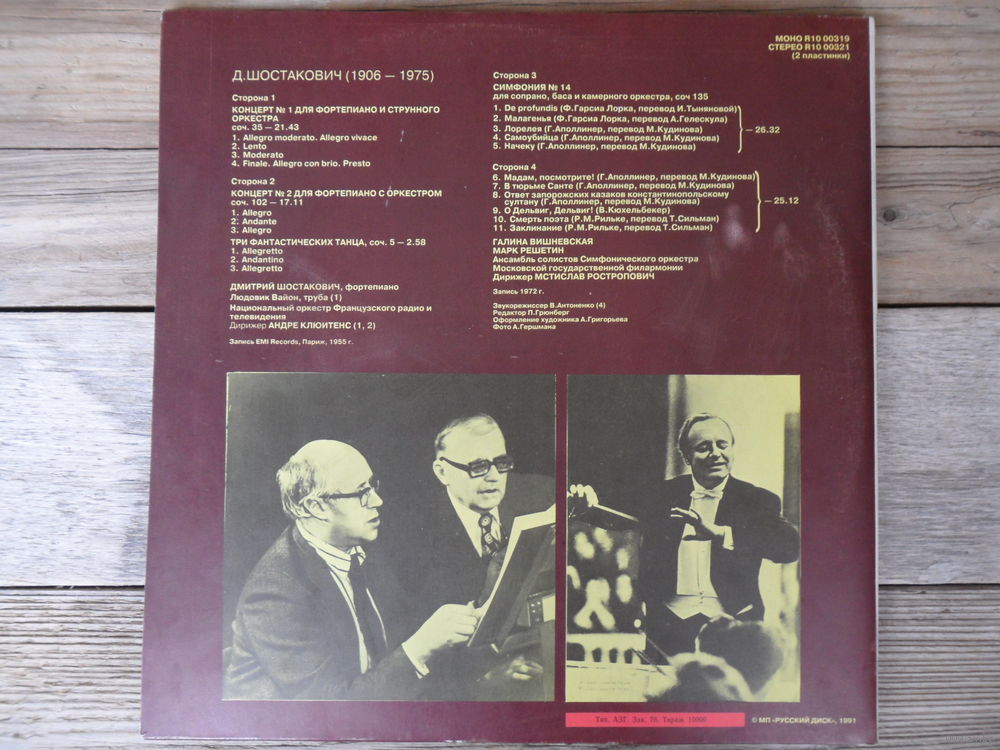 МОНО R10 00319
СТЕРЕО R10 00321
(2 пластинки)
Д.ШОСТАКОВИЧ (1906 — 1975)
Сторона 1
КОНЦЕРТ № 1 ДЛЯ ФОРТЕПИАНО И СТРУННОГО
ОРКЕСТРА
соч. 35 — 21.43
1. Allegro moderato. Allegro vivace
2. Lento
3. Moderato
4. Finale. Allegro con brio. Presto
Сторона 2
КОНЦЕРТ № 2 ДЛЯ ФОРТЕПИАНО С ОРКЕСТРОМ
соч. 102 — 17.11
1. Allegro
2. Andante
3. Allegro
ТРИ ФАНТАСТИЧЕСКИХ ТАНЦА, соч. 5 — 2.58
1. Allegretto
2. Andantino
3. Allegretto
ДМИТРИЙ ШОСТАКОВИЧ, фортепиано
Людовик Вайон, труба (1)
Национальный оркестр Французского радио и
телевидения
Дирижер АНДРЕ КЛЮИТЕНС (1, 2)
Запись EMI Records, Париж, 1955 г.
Сторона 3
СИМФОНИЯ № 14
для сопрано, баса и камерного оркестра, соч 135
1. De profundis (Ф.Гарсиа Лорка, перевод И.Тыняновой)
2. Малагенья (Ф.Гарсиа Лорка, перевод А.Гелескула)
3. Лорелея (Г.Аполлинер, перевод М.Кудинова)
4. Самоубийца (Г.Аполлинер, перевод М.Кудинова)
5. Начеку (Г.Аполлинер, перевод М.Кудинова)
— 26.32
Сторона 4
6. Мадам, посмотрите! (Г.Аполлинер, перевод М.Кудинова)
7. В тюрьме Санте (Г.Аполлинер, перевод М.Кудинова)
8. Ответ запорожских казаков константинопольскому
султану (Г.Аполлинер, перевод М.Кудинова)
9. О Дельвиг, Дельвиг! (В.Кюхельбекер)
10. Смерть поэта (Р.М.Рильке, перевод Т.Сильман)
11. Заклинание (Р.М.Рильке, перевод Т.Сильман)
— 25.12
ГАЛИНА ВИШНЕВСКАЯ
МАРК РЕШЕТИН
Ансамбль солистов Симфонического оркестра
Московской государственной филармонии
Дирижер МСТИСЛАВ РОСТРОПОВИЧ
Запись 1972 г.
Звукорежиссер В.Антоненко (4)
Редактор П.Грюнберг
Оформление художника А.Григорьева
Фото А.Гершмана
Тип. АЗГ. Зак. 70. Тираж 10000
© МП «РУССКИЙ ДИСК», 1991